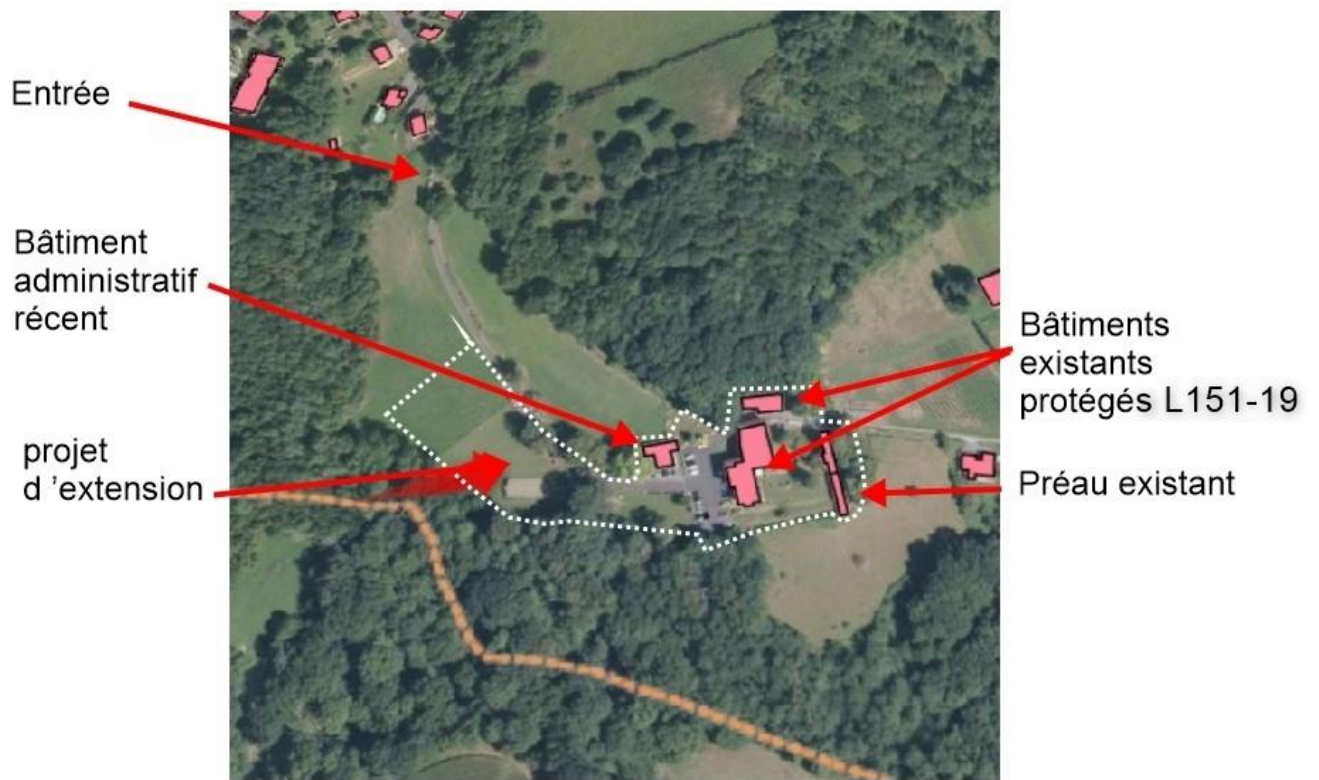 Entrée
Bâtiment
administratif
récent
projet
d ’extension
Bâtiments
existants
protégés L151-19
Préau existant